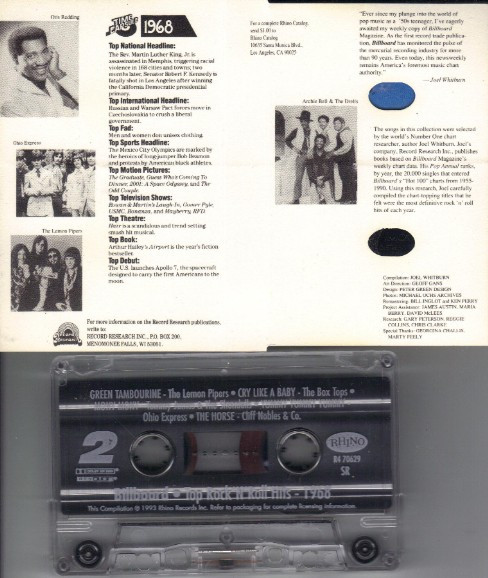 Otis Redding
TIME PASSES
1968
Top National Headline:
The Rev. Martin Luther King, Jr. is
assassinated in Memphis, triggering racial
violence in 168 cities and towns; two
months later, Senator Robert F. Kennedy is
fatally shot in Los Angeles after winning
the California Democratic presidential
primary.
Top International Headline:
Russian and Warsaw Pact forces move in
Czechoslovakia to crush a liberal
government.
Top Fad:
Men and women don unisex clothing.
Top Sports Headline:
The Mexico City Olympics are marked by
the heroics of long-jumper Bob Beamon
and protests by American black athletes.
Top Motion Pictures:
The Graduate, Guess Who's Coming To
Dinner, 2001: A Space Odyssey, and The
Odd Couple.
Top Television Shows:
Rowan & Martin's Laugh-In, Gomer Pyle,
USMC, Bonanza, and Mayberry RFD.
Top Theatre:
Hair is a scandalous and trend setting
smash hit musical.
Top Book:
Arthur Hailey's Airport is the year's fiction
bestseller.
Top Debut:
The U.S. launches Apollo 7, the spacecraft
designed to carry the first Americans to the
moon.
Ohio Express
The Lemon Pipers
Record Research
For more information on the Record Research publications,
write to:
RECORD RESEARCH INC., P.O. BOX 200,
MENOMONEE FALLS, WI 53051.
For a complete Rhino Catalog,
send $1.00 to:
Rhino Catalog
10635 Santa Monica Blvd.,
Los Angeles, CA 90025
Archie Bell & The Drells
"Ever since my plunge into the world of
pop music as a '50s teenager, I've eagerly
awaited my weekly copy of Billboard
Magazine. As the first record trade publica-
tion, Billboard has monitored the pulse of
the mercurial recording industry for more
than 90 years. Even today, this newsweekly
remains America's foremost music chart
authority."
—Joel Whitburn
The songs in this collection were selected
by the world's Number One chart
researcher, author Joel Whitburn. Joel's
company, Record Research Inc., publishes
books based on Billboard Magazine's
weekly chart data. His Pop Annual ranks,
by year, the 20,000 singles that entered
Billboard's "Hot 100" charts from 1955-
1990. Using this research, Joel carefully
compiled the chart topping titles that he
felt were the most definitive rock 'n' roll
hits of each year.
Compilation: JOEL WHITBURN
Art Direction: GEOFF GANS
Design: PETER GREEN DESIGN
Photos: MICHAEL OCHS ARCHIVES
Remastering: BILL INGLOT and KEN PERRY
Project Assistance: JAMES AUSTIN, MARIA
BERRY, DAVID McLEES
Research: GARY PETERSON, REGGIE
COLLINS, CHRIS CLARKE
Special Thanks: GEORGINA CHALLIS,
MARTY FEELY
GREEN TAMBOURINE - The Lemon Pipers • CRY LIKE A BABY - The Box Tops •
Ohio Express • THE HORSE - Cliff Nobles & Co.
2
RHINO
R4 70629
SR
Billboard • Top Rock 'n' Roll Hits - 1968
This Compilation ℗ 1993 Rhino Records Inc. Refer to packaging for complete licensing information.